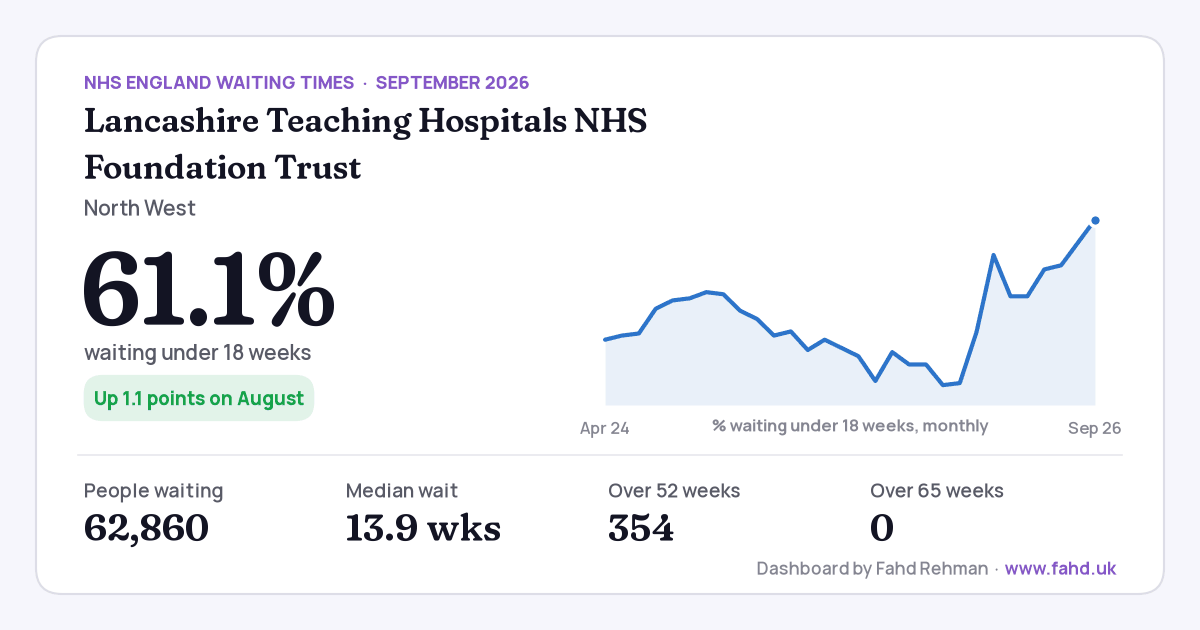 NHS ENGLAND WAITING TIMES · SEPTEMBER 2026
Lancashire Teaching Hospitals NHS
Foundation Trust
North West
61.1%
waiting under 18 weeks
Up 1.1 points on August
Apr 24
% waiting under 18 weeks, monthly
Sep 26
People waiting
62,860
Median wait
13.9 wks
Over 52 weeks
354
Over 65 weeks
0
Dashboard by Fahd Rehman · www.fahd.uk